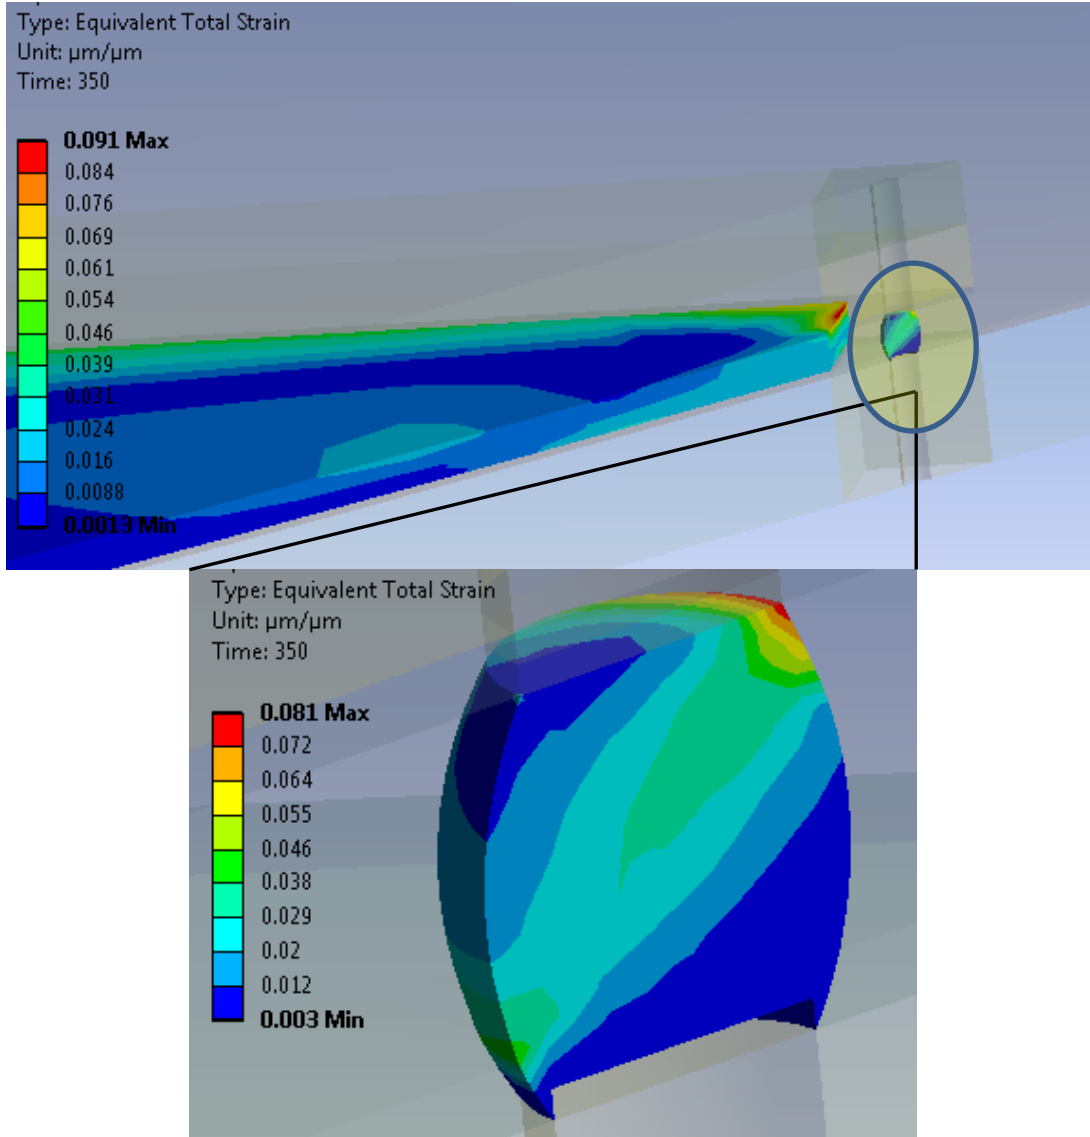 Type: Equivalent Total Strain
Unit: µm/µm
Time: 350
0.091 Max
0.084
0.076
0.069
0.061
0.054
0.046
0.039
0.031
0.024
0.016
0.0088
0.0013 Min
Type: Equivalent Total Strain
Unit: µm/µm
Time: 350
0.081 Max
0.072
0.064
0.055
0.046
0.038
0.029
0.02
0.012
0.003 Min